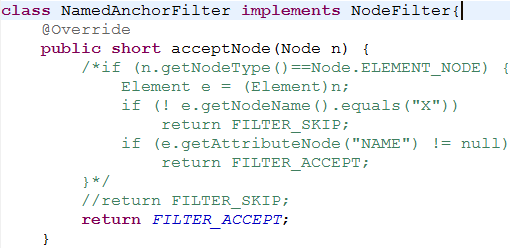 class NamedAnchorFilter implements NodeFilter{
@Override
public short acceptNode(Node n) {
/*if (n.getNodeType()==Node.ELEMENT_NODE) {
Element e = (Element)n;
if (! e.getNodeName().equals("X"))
return FILTER_SKIP;
if (e.getAttributeNode("NAME") != null)
return FILTER_ACCEPT;
}*/
//return FILTER_SKIP;
return FILTER_ACCEPT;
}